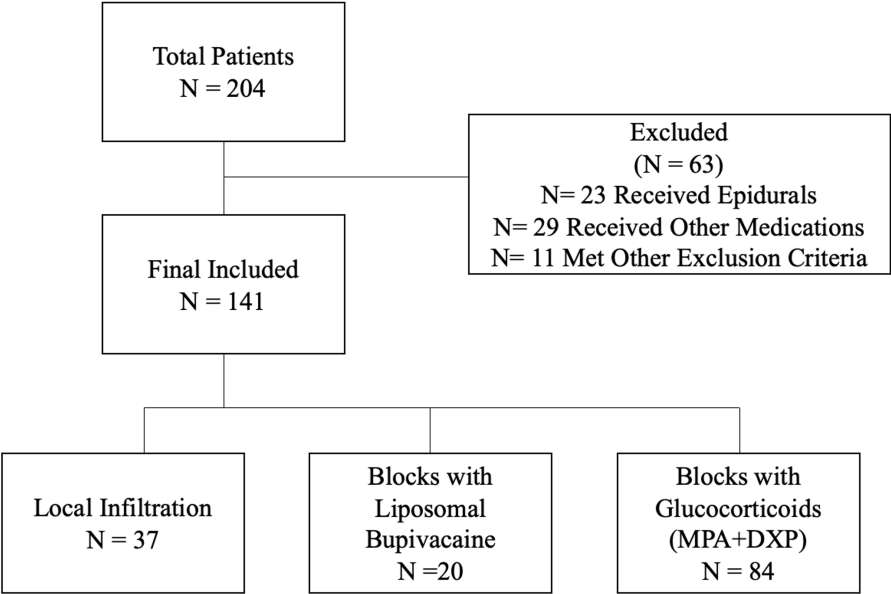 Total Patients
N = 204
Excluded
(N = 63)
N= 23 Received Epidurals
N= 29 Received Other Medications
N= 11 Met Other Exclusion Criteria
Final Included
N = 141
Local Infiltration
N = 37
Blocks with
Liposomal
Bupivacaine
N =20
Blocks with
Glucocorticoids
(MPA+DXP)
N = 84